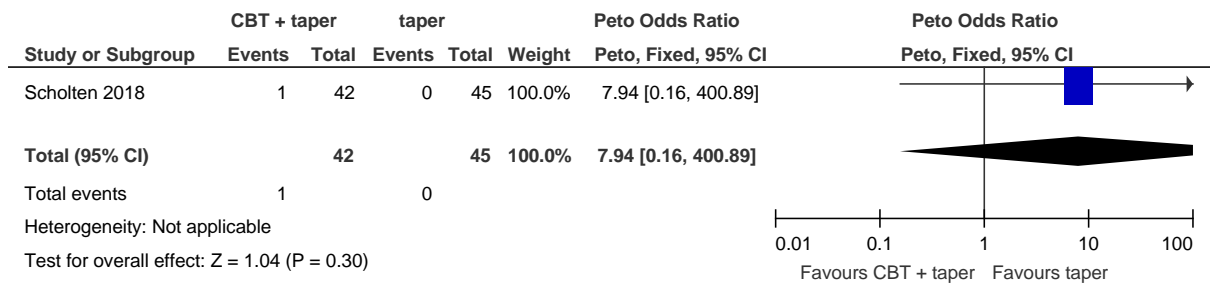 CBT + taper taper Peto Odds Ratio Peto Odds Ratio
Study or Subgroup Events Total Events Total Weight Peto, Fixed, 95% CI Peto, Fixed, 95% CI
Scholten 2018 1 42 0 45 100.0% 7.94 [0.16, 400.89]
Total (95% CI) 42 45 100.0% 7.94 [0.16, 400.89]
Total events 1 0
Heterogeneity: Not applicable
Test for overall effect: Z = 1.04 (P = 0.30)
0.01 0.1 1 10 100
Favours CBT + taper Favours taper